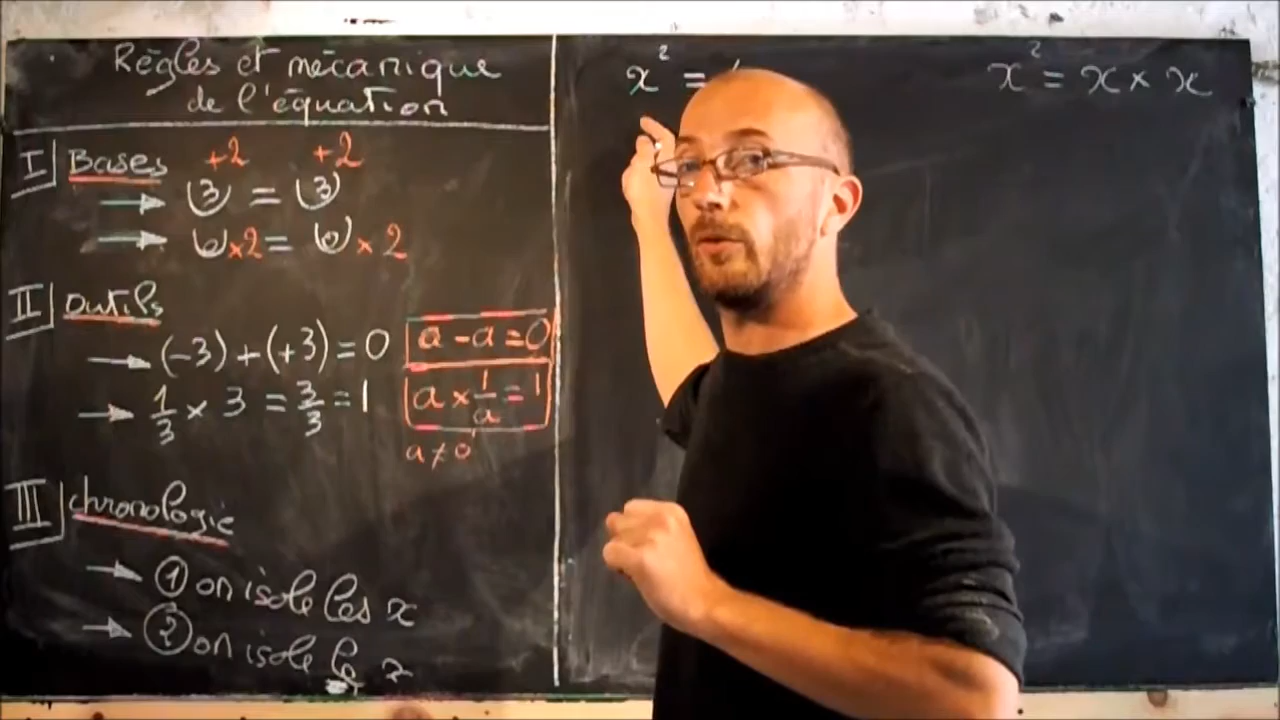 Règles et mécanique
de l'équation
I Bases
+2 +2
→ 3 = 3
→ 6 ×2 = 6 × 2
II Outils
→ (-3) + (+3) = 0
a - a = 0
→ 1/3 × 3 = 3/3 = 1
a × 1/a = 1
a ≠ 0
III chronologie
→ ① on isole les x
→ ② on isole le x
x² =
x² = x × x